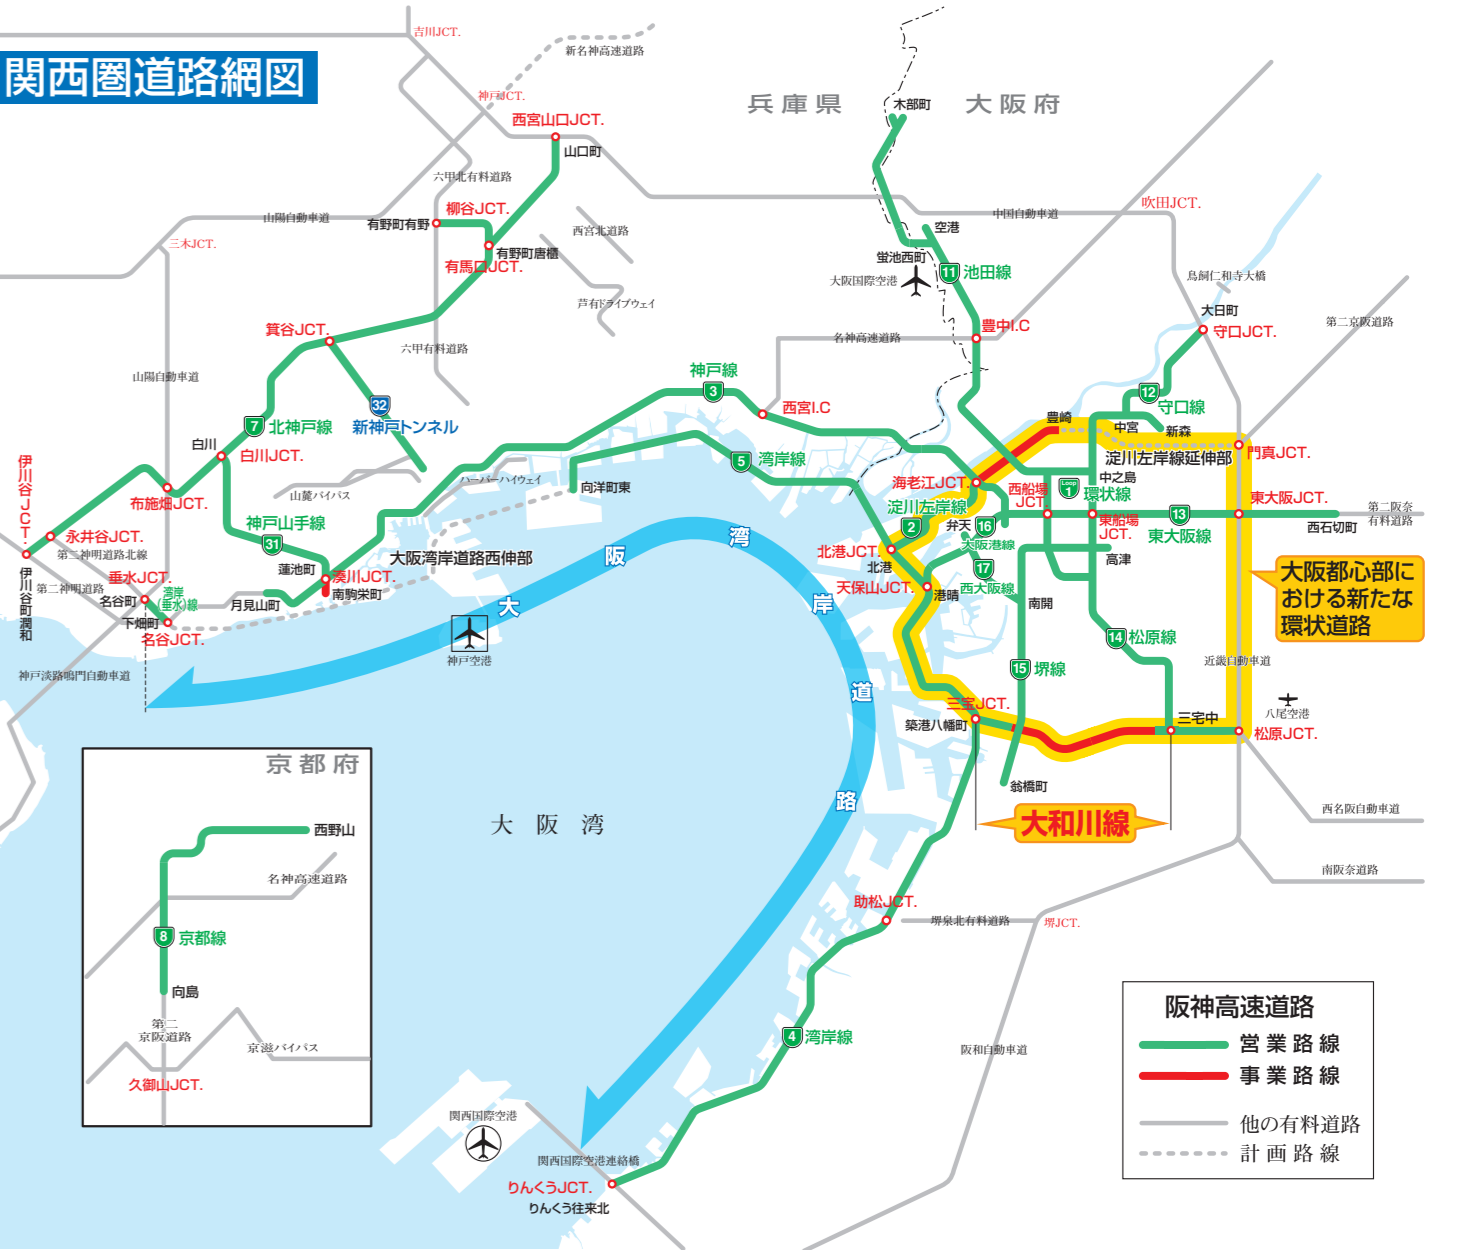 関西圏道路網図
吉川JCT.
新名神高速道路
神戸JCT.
西宮山口JCT.
山口町
兵庫県
大阪府
木部町
六甲北有料道路
柳谷JCT.
有野町有野
山陽自動車道
三木JCT.
有野町唐櫃
有馬口JCT.
西宮北道路
芦有ドライブウェイ
中国自動車道
吹田JCT.
空港
蛍池西町
大阪国際空港
11
池田線
鳥飼仁和寺大橋
大日町
守口JCT.
第二京阪道路
箕谷JCT.
六甲有料道路
名神高速道路
豊中I.C
山陽自動車道
神戸線
3
西宮I.C
12
守口線
32
新神戸トンネル
7
北神戸線
白川
白川JCT.
豊崎
中宮
新森
淀川左岸線延伸部
門真JCT.
伊川谷JCT.
布施畑JCT.
山麓バイパス
ハーバーハイウェイ
5
湾岸線
向洋町東
海老江JCT.
西船場
JCT.
中之島
Loop
1
環状線
東大阪JCT.
第二阪奈
有料道路
西石切町
永井谷JCT.
第二神明道路北線
神戸山手線
31
淀川左岸線
2
弁天
16
大阪港線
東船場
JCT.
13
東大阪線
大阪湾岸道路西伸部
蓮池町
湊川JCT.
南駒栄町
北港JCT.
北港
17
西大阪線
高津
第二神明道路
垂水JCT.
湾岸
(垂水)線
名谷町
月見山町
下畑町
名谷JCT.
伊川谷町潤和
天保山JCT.
港晴
南開
大阪都心部に
おける新たな
環状道路
大阪湾岸道路
神戸空港
14
松原線
近畿自動車道
神戸淡路鳴門自動車道
15
堺線
三宝JCT.
築港八幡町
三宅中
八尾空港
松原JCT.
翁橋町
大和川線
西名阪自動車道
南阪奈道路
京都府
西野山
名神高速道路
8
京都線
向島
第二
京阪道路
京滋バイパス
久御山JCT.
大阪湾
助松JCT.
堺泉北有料道路
堺JCT.
4
湾岸線
阪和自動車道
関西国際空港
関西国際空港連絡橋
りんくうJCT.
りんくう往来北
阪神高速道路
営業路線
事業路線
他の有料道路
計画路線